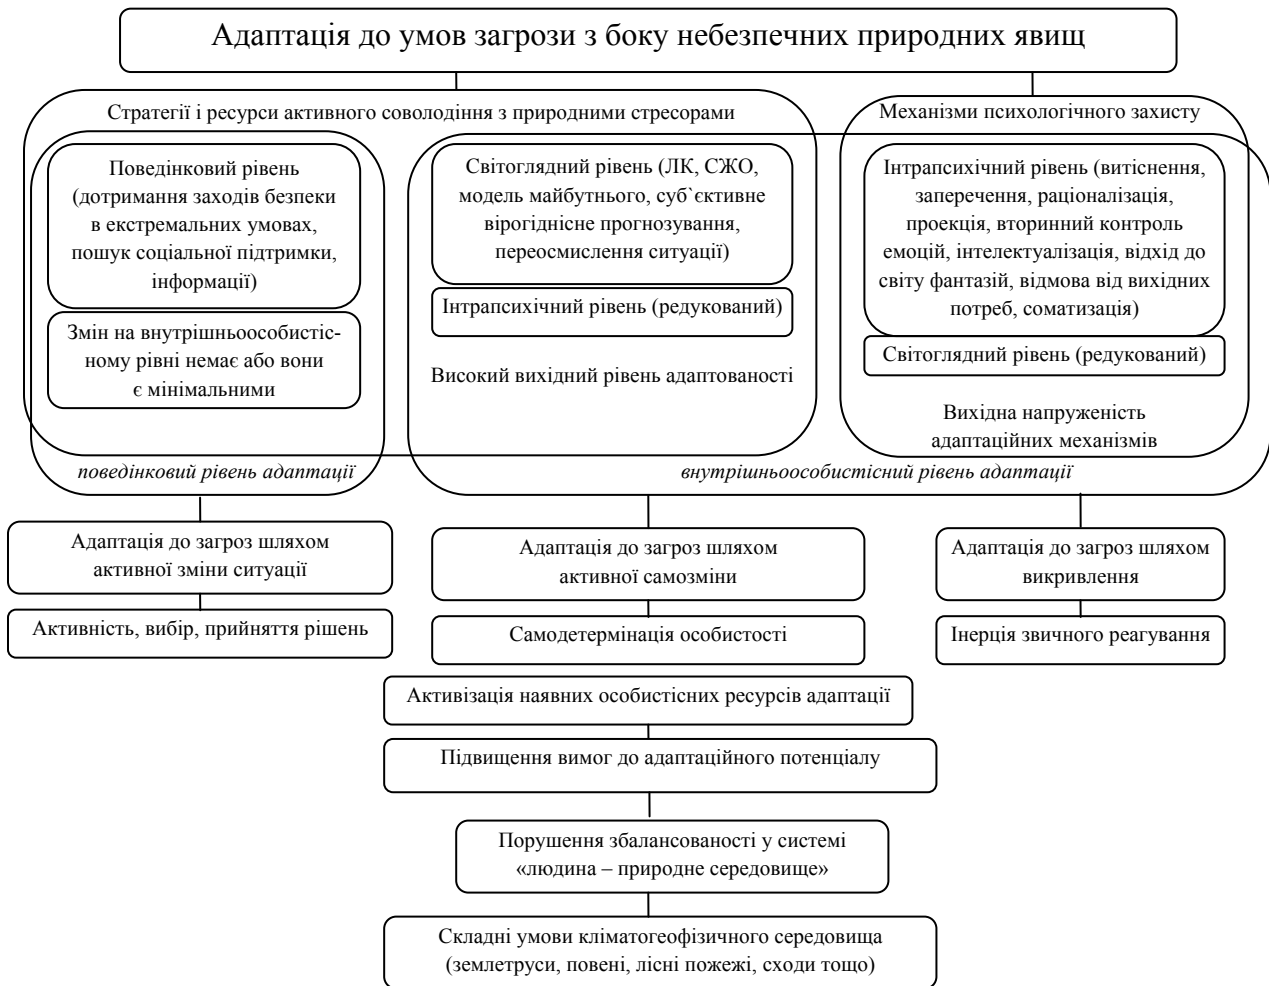 Адаптація до умов загрози з боку небезпечних природних явищ
Стратегії і ресурси активного соволодіння з природними стресорами
Механізми психологічного захисту
Поведінковий рівень
(дотримання заходів безпеки
в екстремальних умовах,
пошук соціальної підтримки,
інформації)
Змін на внутрішньоособистіс-
ному рівні немає або вони
є мінімальними
Світоглядний рівень (ЛК, СЖО,
модель майбутнього, суб`єктивне
вірогіднісне прогнозування,
переосмислення ситуації)
Інтрапсихічний рівень (редукований)
Високий вихідний рівень адаптованості
Інтрапсихічний рівень (витіснення,
заперечення, раціоналізація,
проекція, вторинний контроль
емоцій, інтелектуалізація, відхід до
світу фантазій, відмова від вихідних
потреб, соматизація)
Світоглядний рівень (редукований)
Вихідна напруженість
адаптаційних механізмів
поведінковий рівень адаптації
внутрішньоособистісний рівень адаптації
Адаптація до загроз шляхом
активної зміни ситуації
Активність, вибір, прийняття рішень
Адаптація до загроз шляхом
активної самозміни
Самодетермінація особистості
Адаптація до загроз шляхом
викривлення
Інерція звичного реагування
Активізація наявних особистісних ресурсів адаптації
Підвищення вимог до адаптаційного потенціалу
Порушення збалансованості у системі
«людина – природне середовище»
Складні умови кліматогеофізичного середовища
(землетруси, повені, лісні пожежі, сходи тощо)